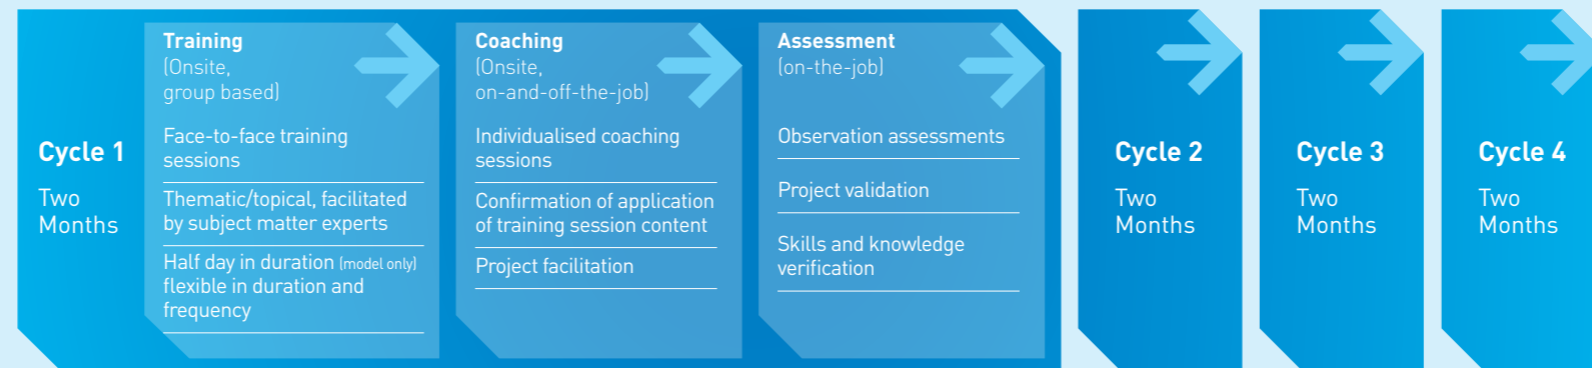 Cycle 1
Two
Months
Training
(Onsite,
group based)
Face-to-face training
sessions
Thematic/topical, facilitated
by subject matter experts
Half day in duration (model only)
flexible in duration and
frequency
Coaching
(Onsite,
on-and-off-the-job)
Individualised coaching
sessions
Confirmation of application
of training session content
Project facilitation
Assessment
(on-the-job)
Observation assessments
Project validation
Skills and knowledge
verification
Cycle 2
Two
Months
Cycle 3
Two
Months
Cycle 4
Two
Months